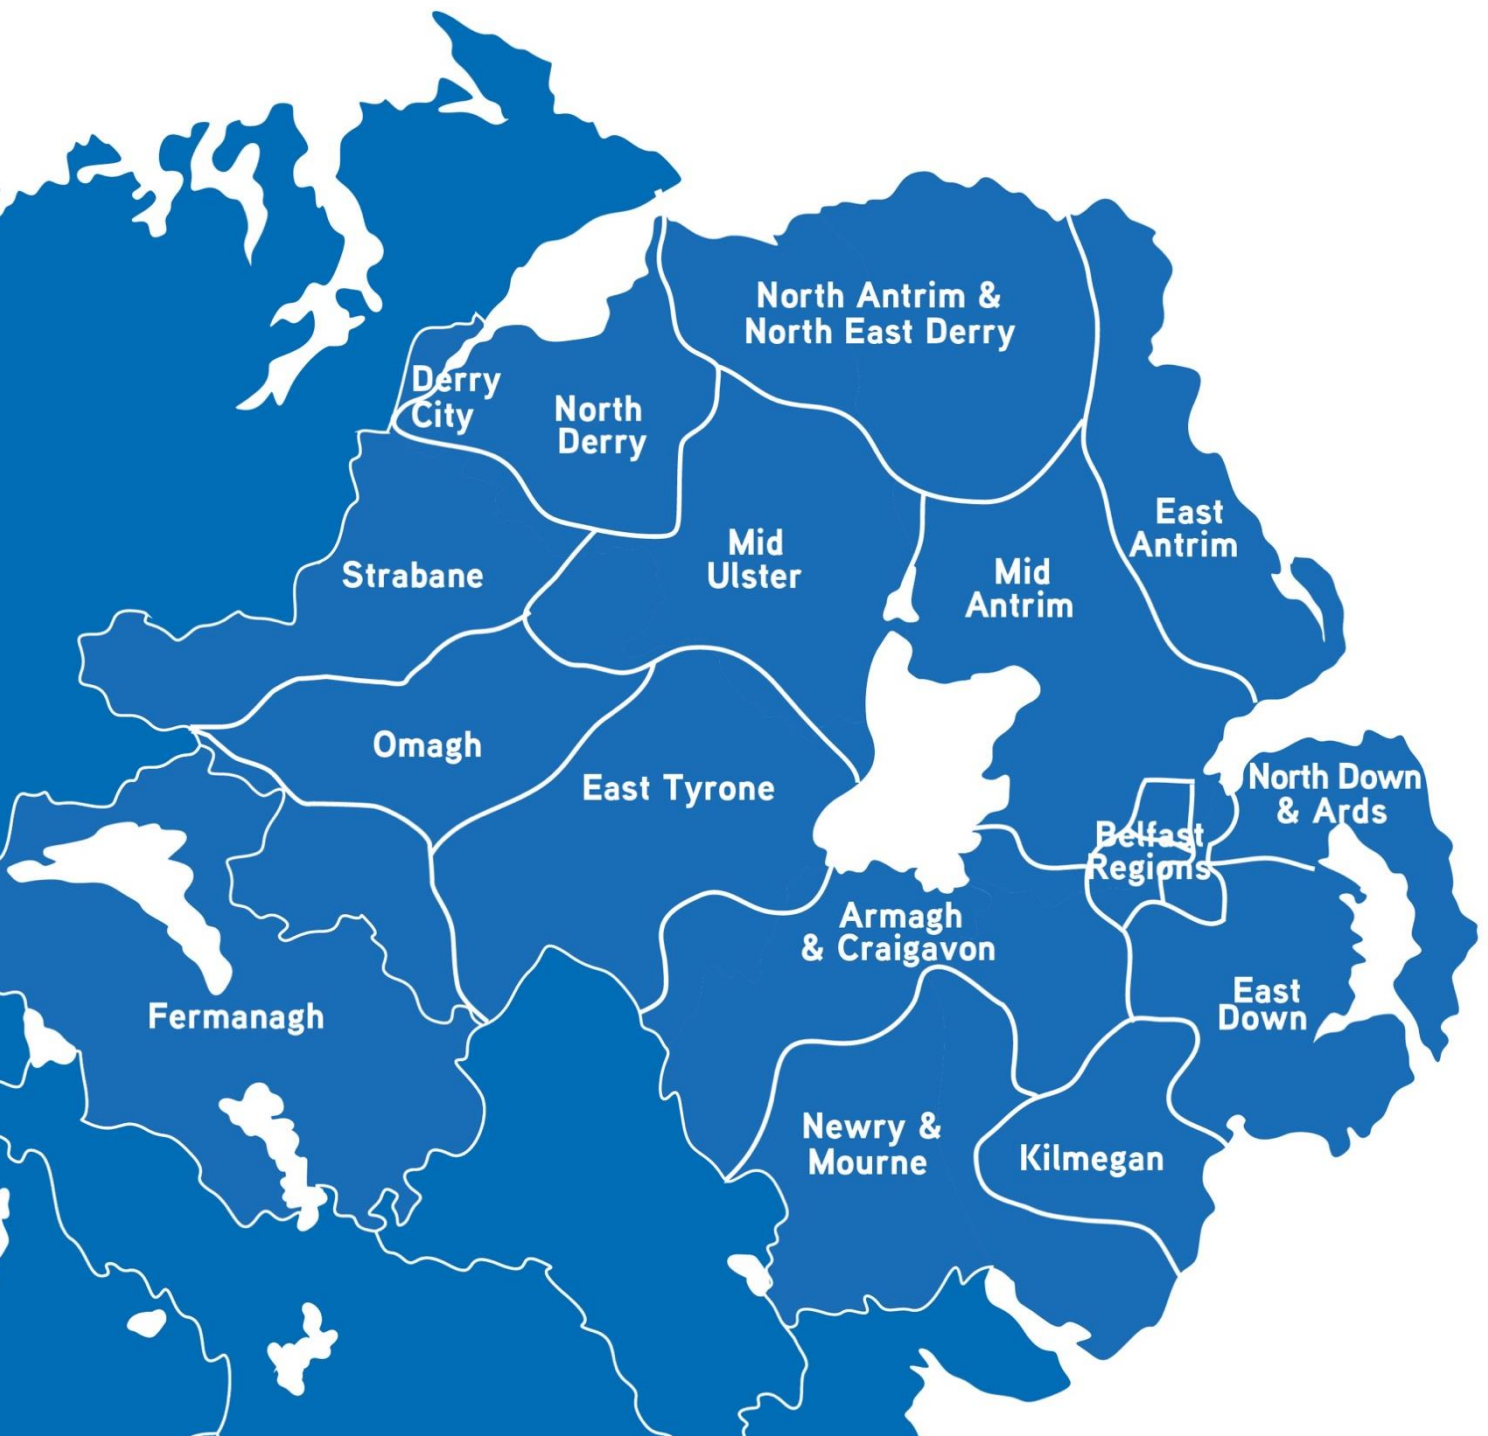 North Antrim &
North East Derry
Derry
City
North
Derry
East
Antrim
Mid
Ulster
Strabane
Mid
Antrim
Omagh
East Tyrone
North Down
& Ards
Belfast
Regions
Armagh
& Craigavon
East
Down
Fermanagh
Newry &
Mourne
Kilmegan